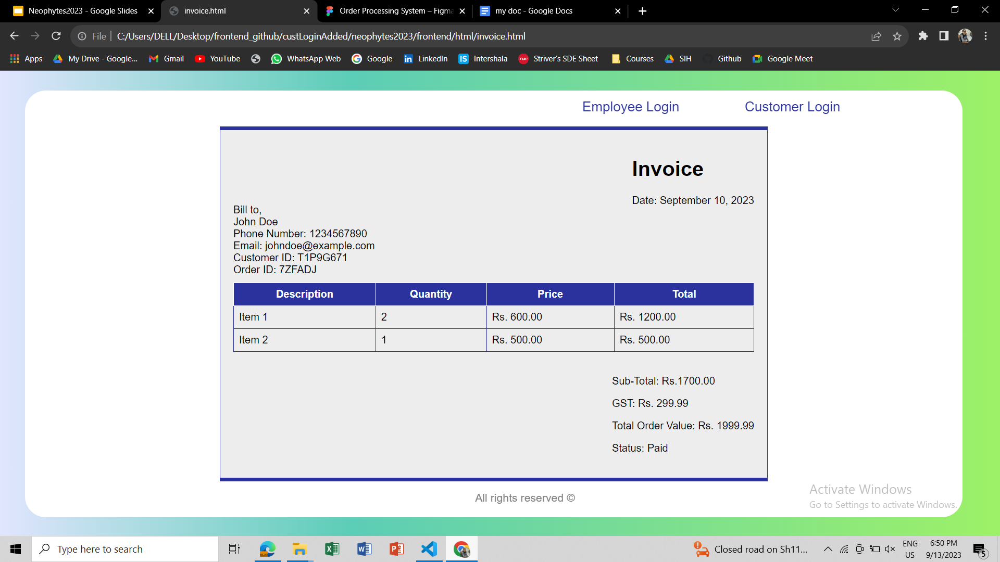 Neophytes2023 - Google Slides
invoice.html
Order Processing System – Figma
my doc - Google Docs
File
C:/Users/DELL/Desktop/frontend_github/custLoginAdded/neophytes2023/frontend/html/invoice.html
Apps
My Drive - Google...
Gmail
YouTube
WhatsApp Web
Google
in
LinkedIn
IS
Intershala
TUF
Striver's SDE Sheet
Courses
SIH
Github
Google Meet
Employee Login
Customer Login
Invoice
Date: September 10, 2023
Bill to,
John Doe
Phone Number: 1234567890
Email: johndoe@example.com
Customer ID: T1P9G671
Order ID: 7ZFADJ
Description Quantity Price Total
Item 1 2 Rs. 600.00 Rs. 1200.00
Item 2 1 Rs. 500.00 Rs. 500.00
Sub-Total: Rs.1700.00
GST: Rs. 299.99
Total Order Value: Rs. 1999.99
Status: Paid
All rights reserved ©
Activate Windows
Go to Settings to activate Windows.
Type here to search
Closed road on Sh11...
ENG
US
6:50 PM
9/13/2023
5